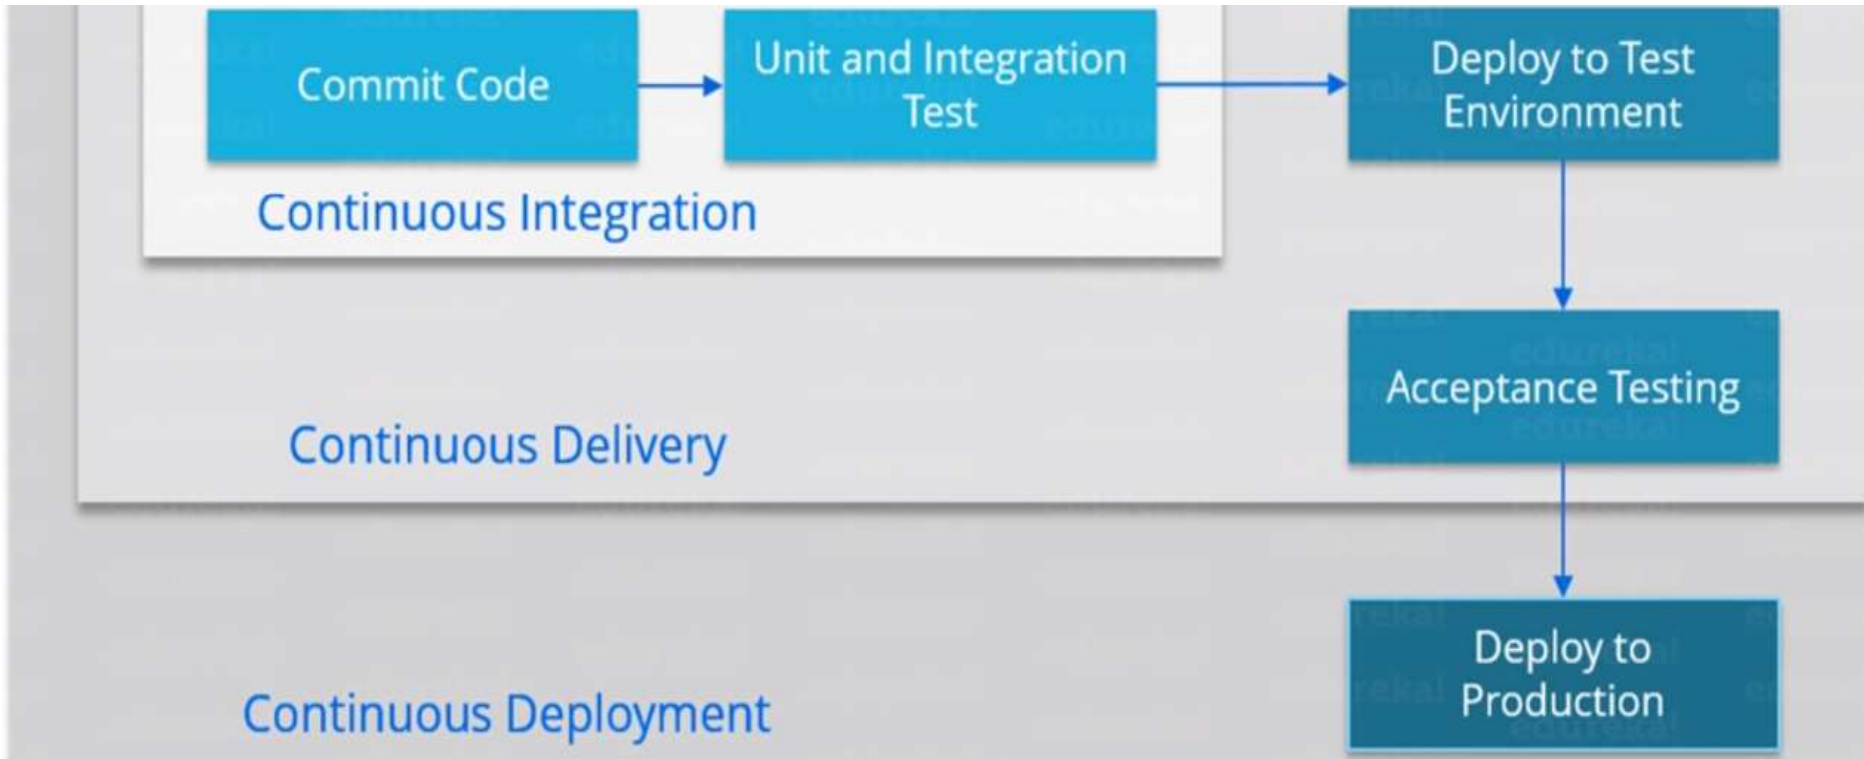 Commit Code
Unit and Integration
Test
Deploy to Test
Environment
Continuous Integration
Acceptance Testing
Continuous Delivery
Deploy to
Production
Continuous Deployment
edureka!